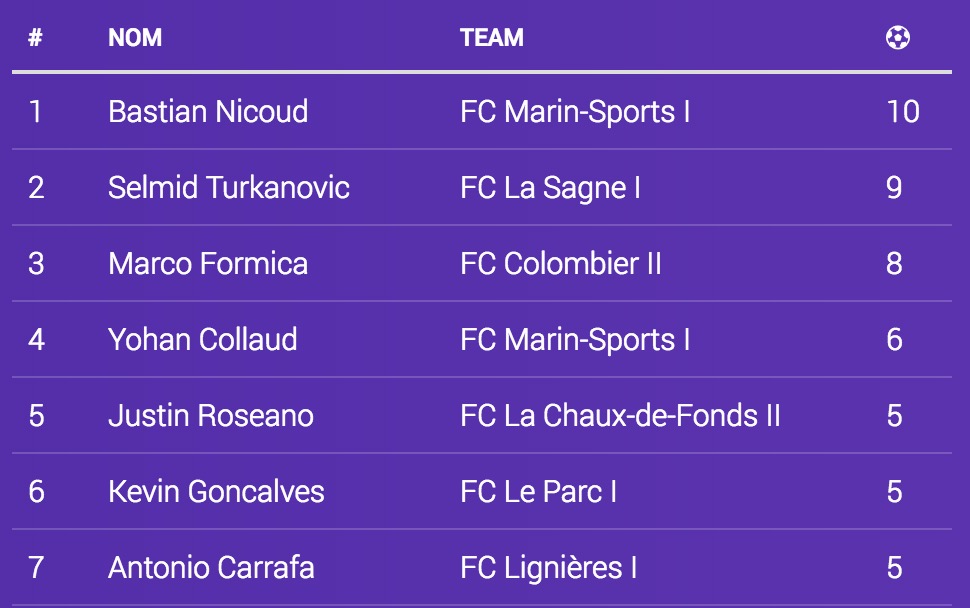 # NOM TEAM
1 Bastian Nicoud FC Marin-Sports I 10
2 Selmid Turkanovic FC La Sagne I 9
3 Marco Formica FC Colombier II 8
4 Yohan Collaud FC Marin-Sports I 6
5 Justin Roseano FC La Chaux-de-Fonds II 5
6 Kevin Goncalves FC Le Parc I 5
7 Antonio Carrafa FC Lignières I 5